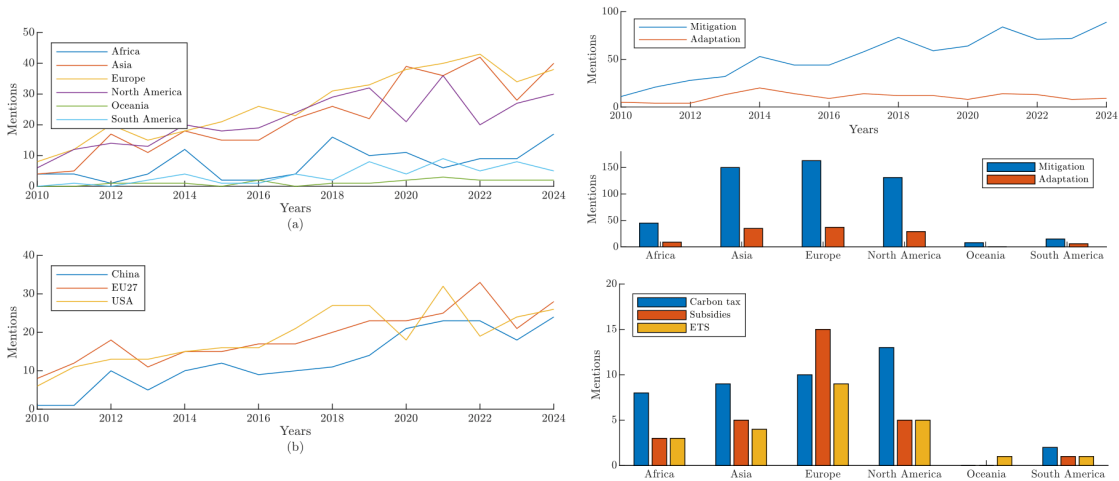 50
40
30
20
10
0
Mentions
Africa
Asia
Europe
North America
Oceania
South America
2010 2012 2014 2016 2018 2020 2022 2024
Years
(a)
40
30
20
10
0
Mentions
China
EU27
USA
2010 2012 2014 2016 2018 2020 2022 2024
Years
(b)
100
50
0
Mentions
Mitigation
Adaptation
2010 2012 2014 2016 2018 2020 2022 2024
Years
150
100
50
0
Mentions
Mitigation
Adaptation
Africa Asia Europe North America Oceania South America
20
15
10
5
0
Mentions
Carbon tax
Subsidies
ETS
Africa Asia Europe North America Oceania South America